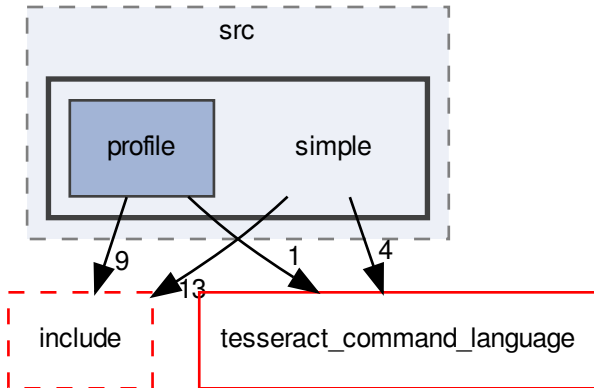 src
profile
simple
9
1
4
13
include
tesseract_command_language